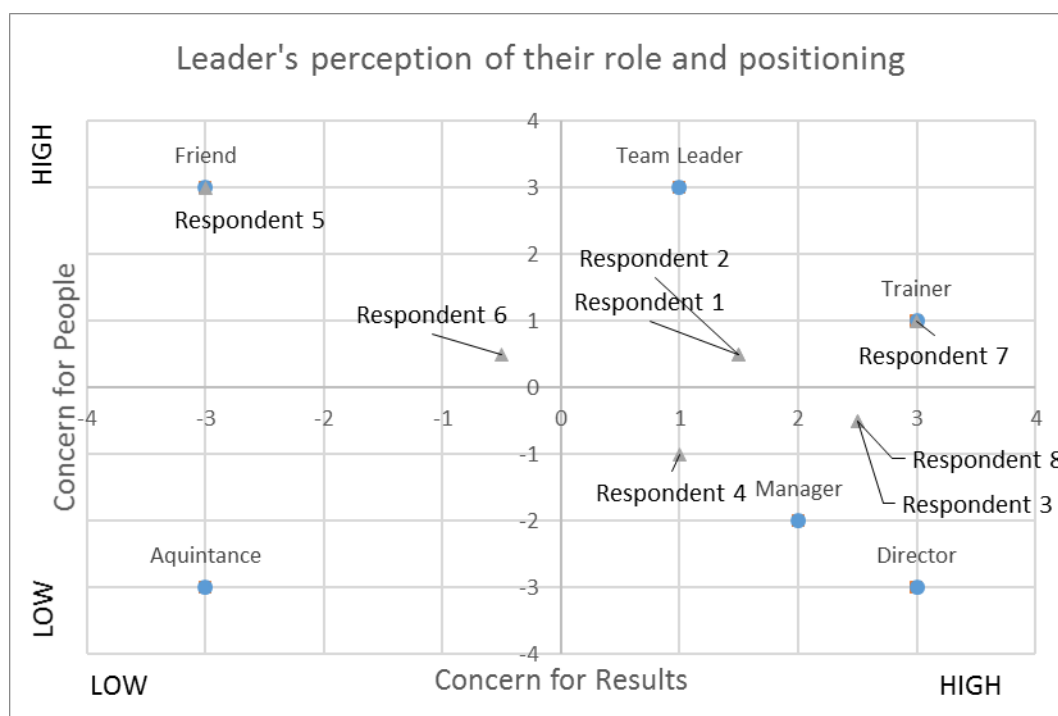 Leader's perception of their role and positioning
HIGH
Concern for People
LOW
4
3
2
1
0
-1
-2
-3
-4
-4
-3
-2
-1
0
1
2
3
4
Friend
Respondent 5
Team Leader
Respondent 2
Respondent 1
Respondent 6
Trainer
Respondent 7
Respondent 8
Respondent 3
Respondent 4
Manager
Aquintance
Director
LOW
Concern for Results
HIGH